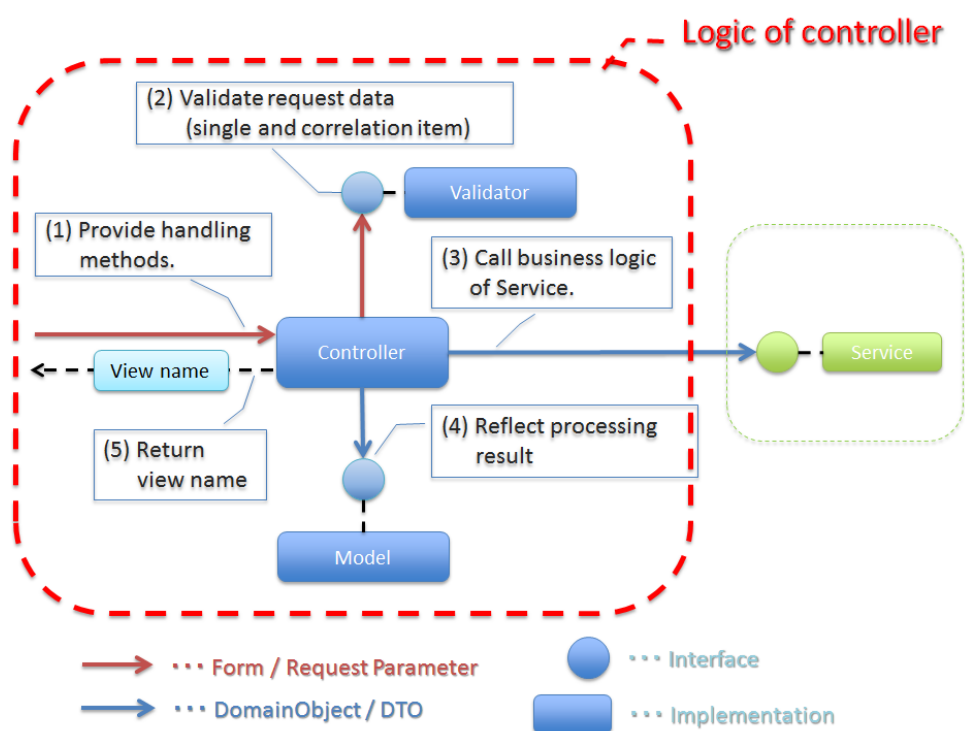 Logic of controller
(2) Validate request data
(single and correlation item)
Validator
(1) Provide handling
methods.
(3) Call business logic
of Service.
Controller
Service
View name
(4) Reflect processing
result
(5) Return
view name
Model
··· Form / Request Parameter
··· Interface
··· DomainObject / DTO
··· Implementation